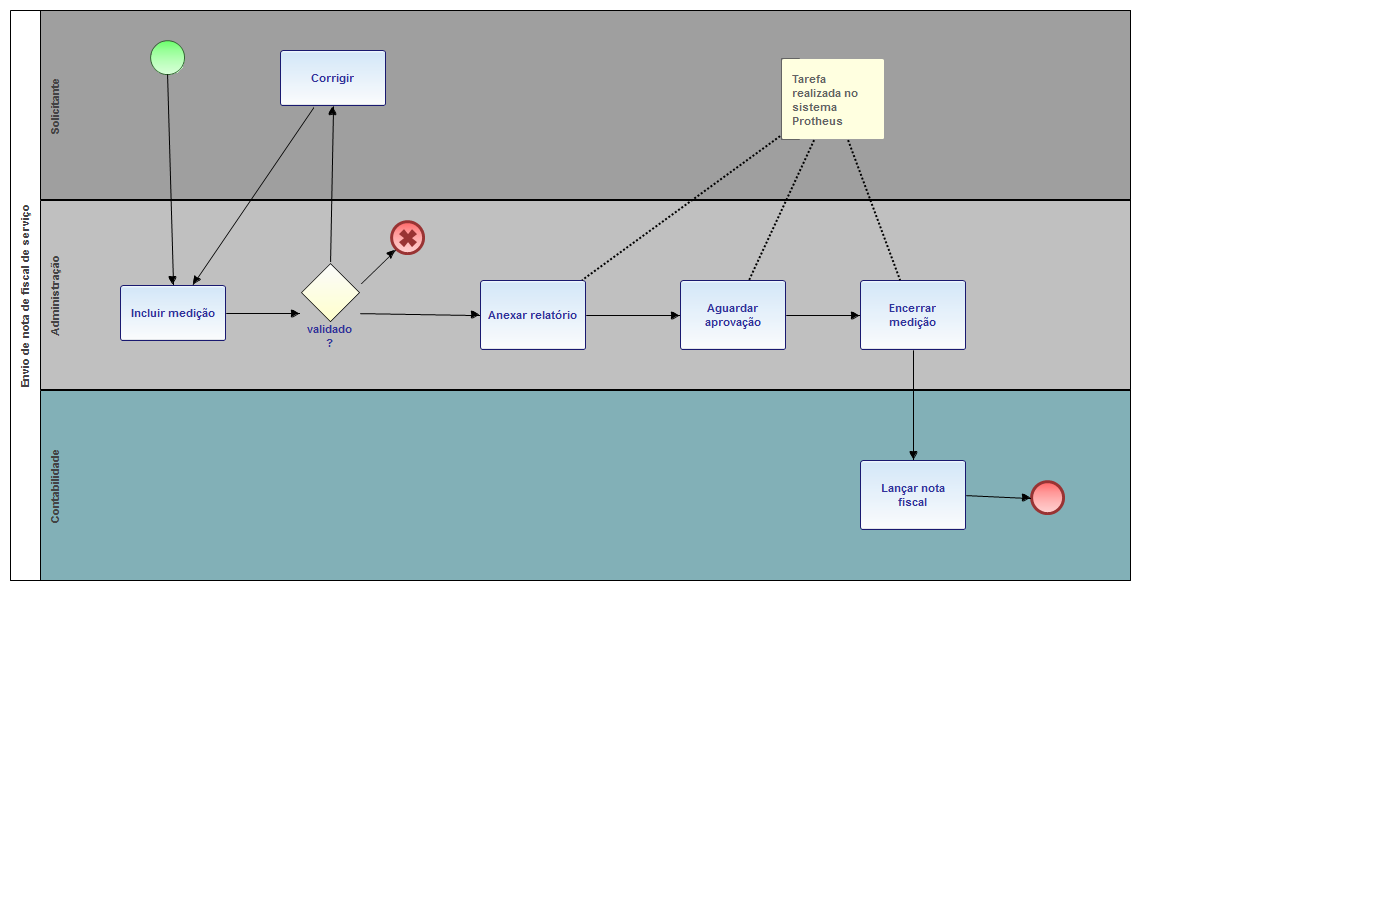 Envio de nota de fiscal de serviço
Solicitante
Corrigir
Tarefa
realizada no
sistema
Protheus
Administração
Incluir medição
validado
?
Anexar relatório
Aguardar
aprovação
Encerrar
medição
Contabilidade
Lançar nota
fiscal